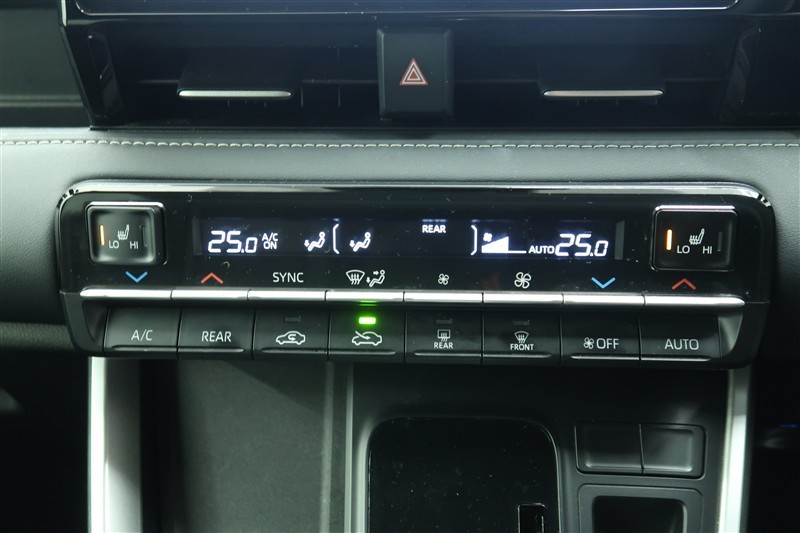 LO HI
25.0 A/C ON
REAR
AUTO 25.0
LO HI
SYNC
A/C REAR REAR FRONT OFF AUTO